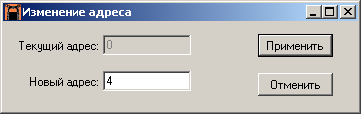 Изменение адреса
Текущий адрес: 0 Применить
Новый адрес: 4 Отменить